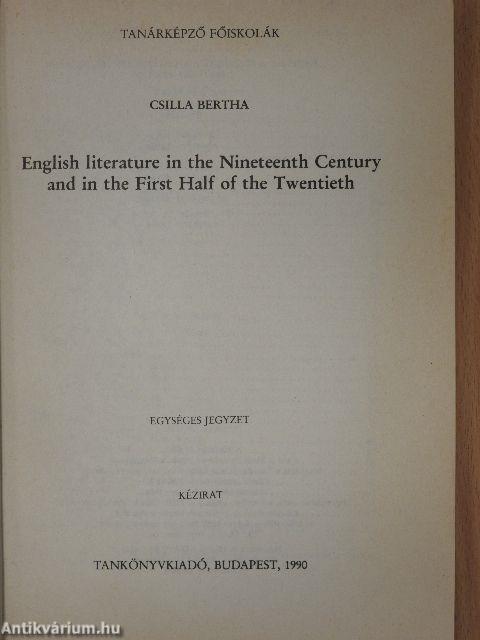 TANÁRKÉPZŐ FŐISKOLÁK
CSILLA BERTHA
English literature in the Nineteenth Century
and in the First Half of the Twentieth
EGYSÉGES JEGYZET
KÉZIRAT
TANKÖNYVKIADÓ, BUDAPEST, 1990
Antikvárium.hu